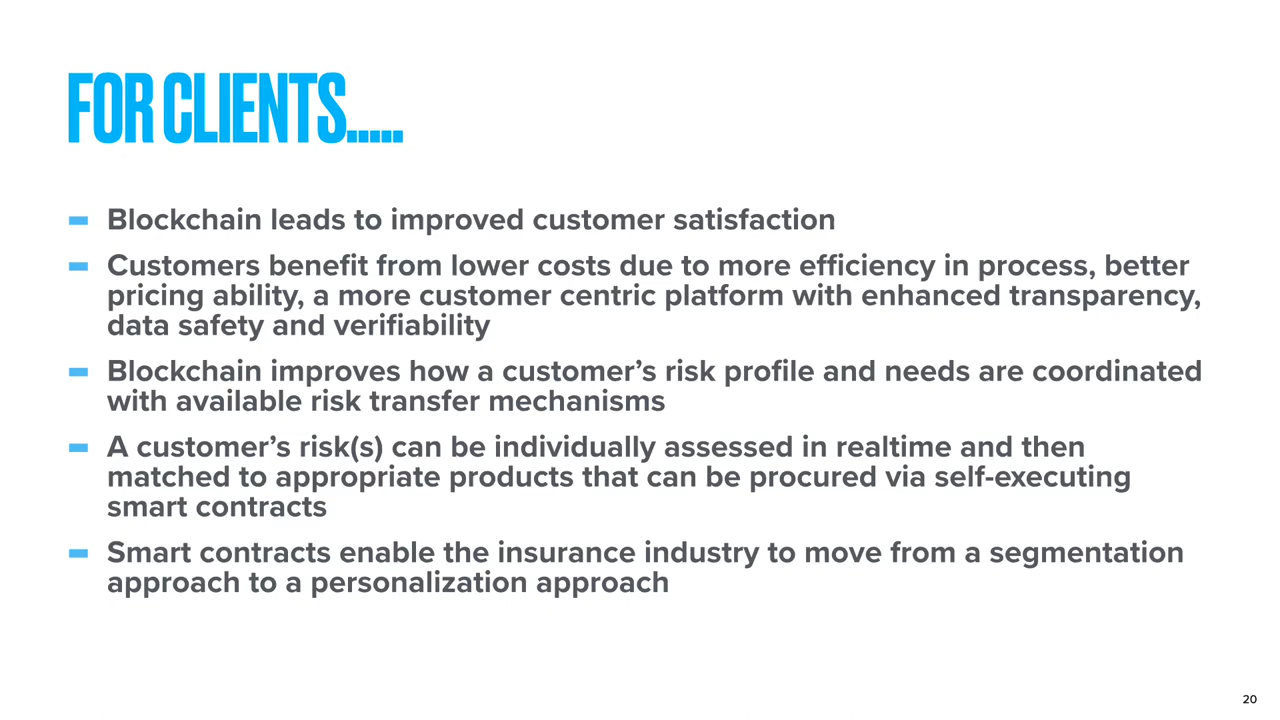 FOR CLIENTS.....
Blockchain leads to improved customer satisfaction
Customers benefit from lower costs due to more efficiency in process, better
pricing ability, a more customer centric platform with enhanced transparency,
data safety and verifiability
Blockchain improves how a customer’s risk profile and needs are coordinated
with available risk transfer mechanisms
A customer’s risk(s) can be individually assessed in realtime and then
matched to appropriate products that can be procured via self-executing
smart contracts
Smart contracts enable the insurance industry to move from a segmentation
approach to a personalization approach
20